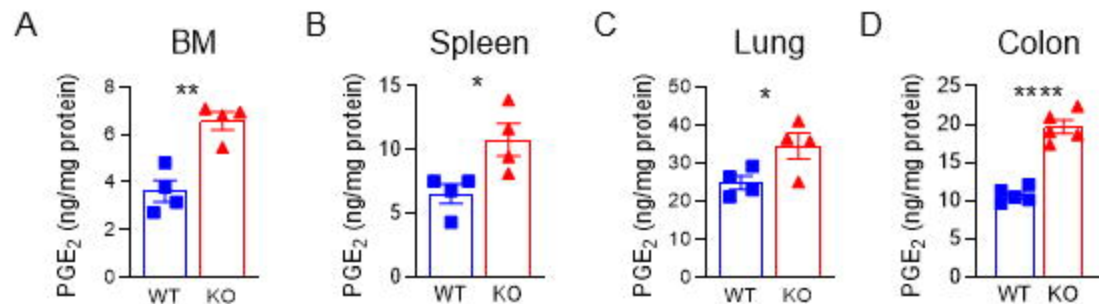 A
BM
PGE₂ (ng/mg protein)
8
6
4
2
0
**
WT KO
B
Spleen
PGE₂ (ng/mg protein)
15
10
5
0
*
WT KO
C
Lung
PGE₂ (ng/mg protein)
50
40
30
20
10
0
*
WT KO
D
Colon
PGE₂ (ng/mg protein)
25
20
15
10
5
0
****
WT KO